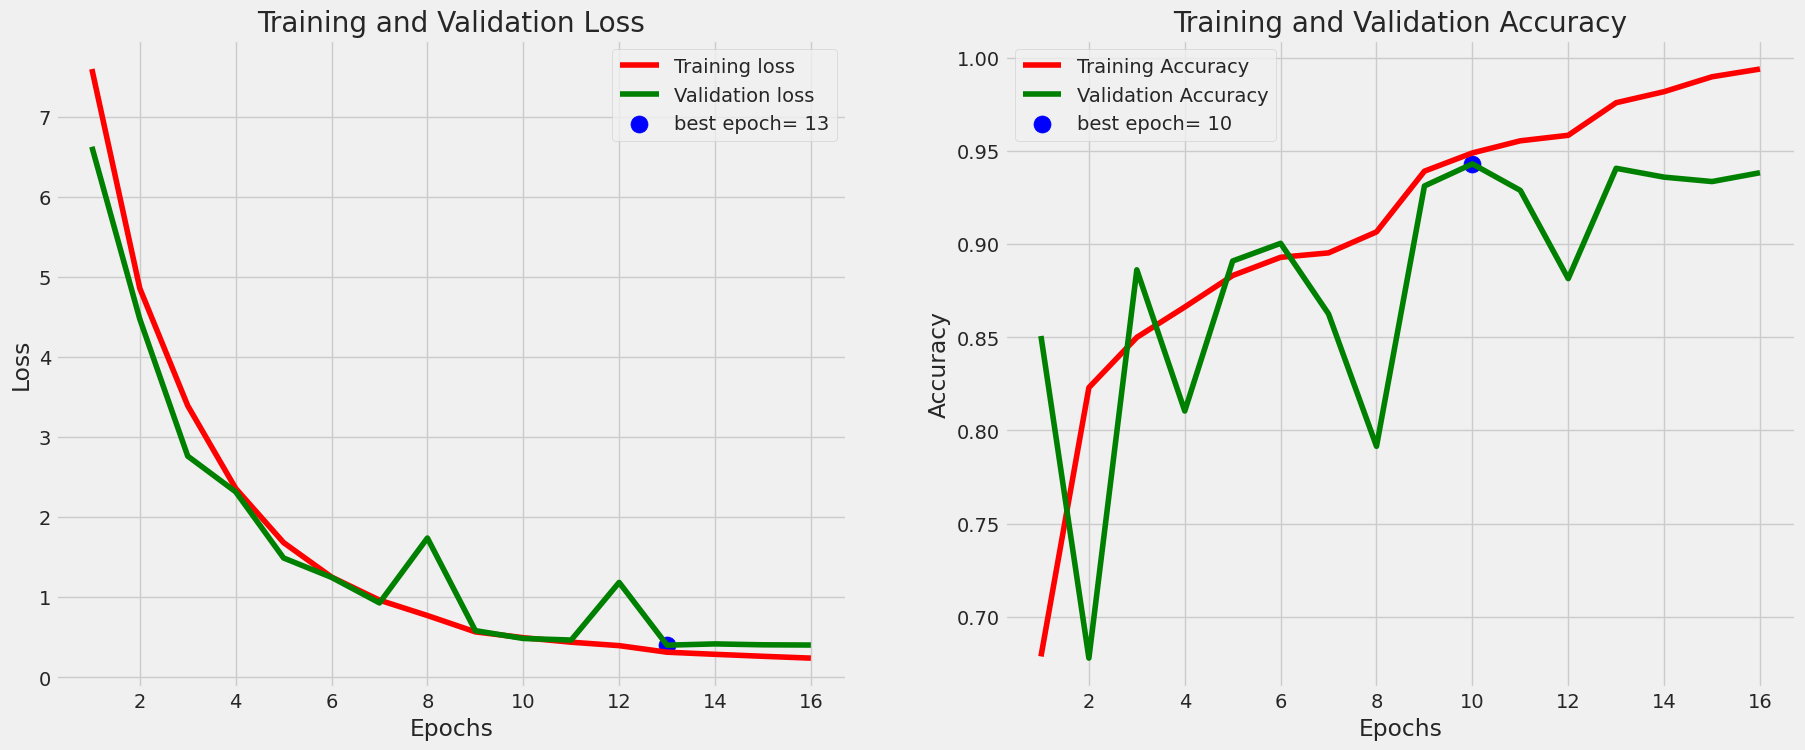 Training and Validation Loss
Training loss
Validation loss
best epoch= 13
7
6
5
4
3
2
1
0
Loss
2 4 6 8 10 12 14 16
Epochs
Training and Validation Accuracy
Training Accuracy
Validation Accuracy
best epoch= 10
1.00
0.95
0.90
0.85
0.80
0.75
0.70
Accuracy
2 4 6 8 10 12 14 16
Epochs